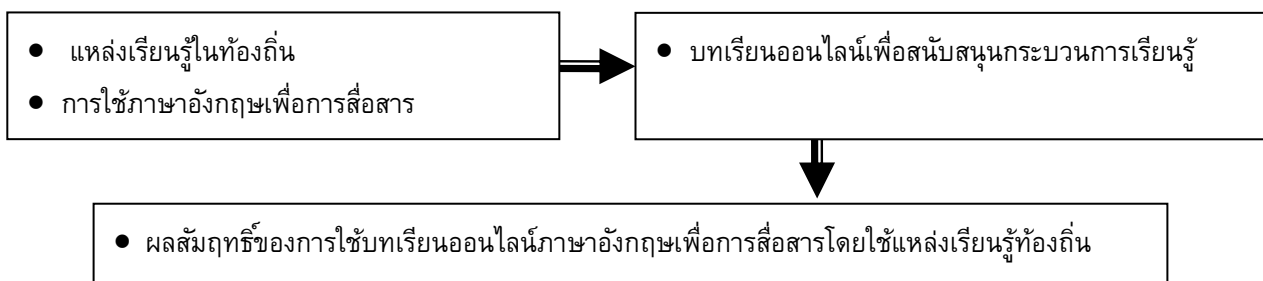 ● แหล่งเรียนรู้ในท้องถิ่น
● การใช้ภาษาอังกฤษเพื่อการสื่อสาร
● บทเรียนออนไลน์เพื่อสนับสนุนกระบวนการเรียนรู้
● ผลสัมฤทธิ์ของการใช้บทเรียนออนไลน์ภาษาอังกฤษเพื่อการสื่อสารโดยใช้แหล่งเรียนรู้ท้องถิ่น